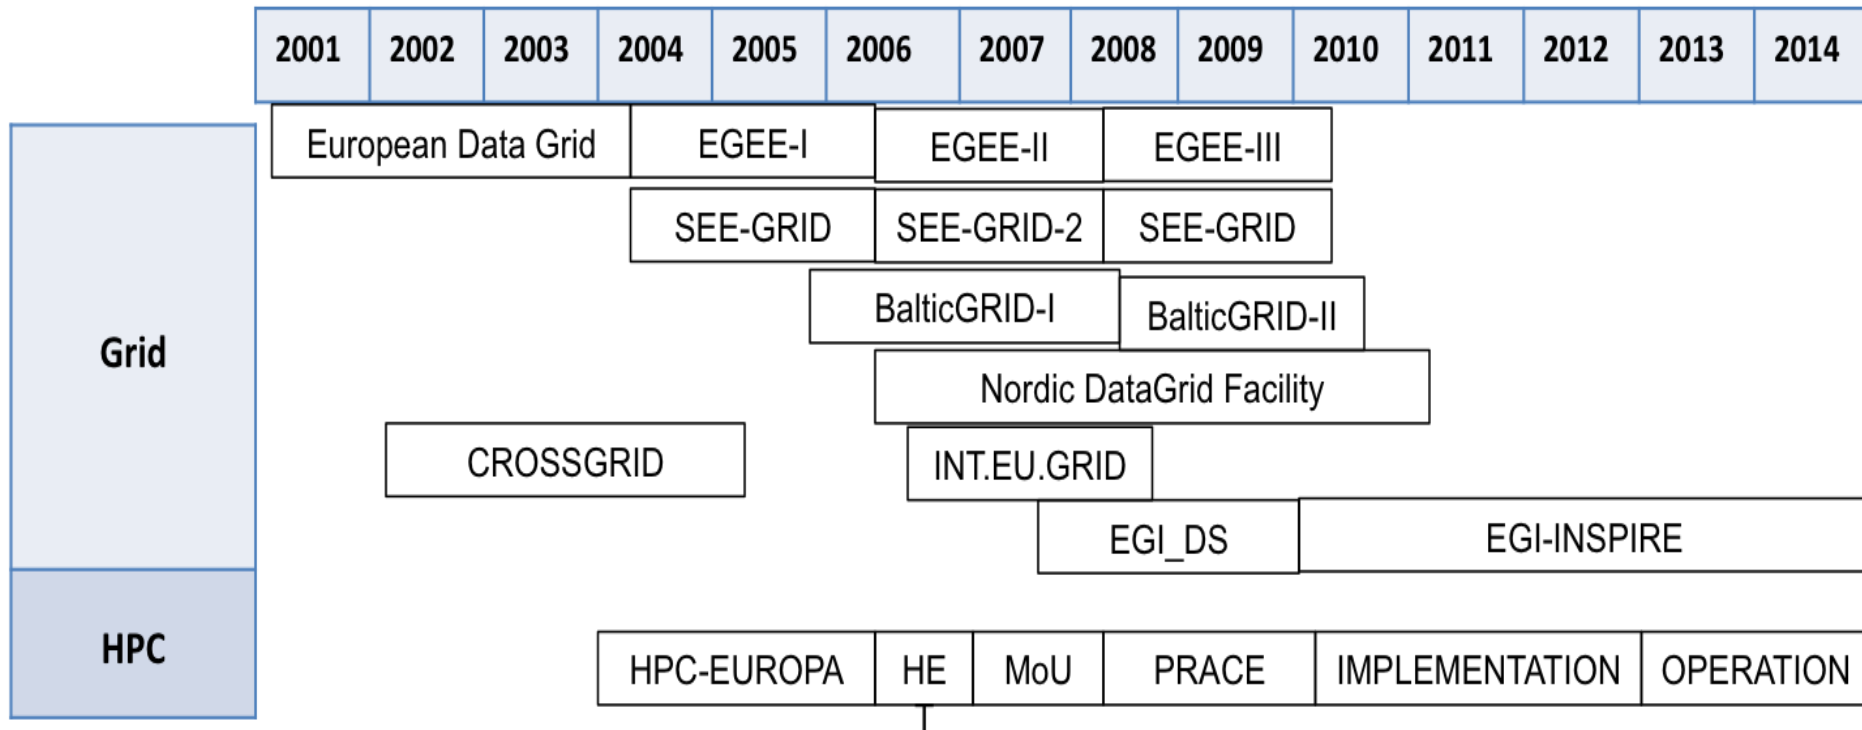 2001 2002 2003 2004 2005 2006 2007 2008 2009 2010 2011 2012 2013 2014
European Data Grid EGEE-I EGEE-II EGEE-III
SEE-GRID SEE-GRID-2 SEE-GRID
BalticGRID-I BalticGRID-II
Grid
Nordic DataGrid Facility
CROSSGRID INT.EU.GRID
EGI_DS EGI-INSPIRE
HPC
HPC-EUROPA HE MoU PRACE IMPLEMENTATION OPERATION